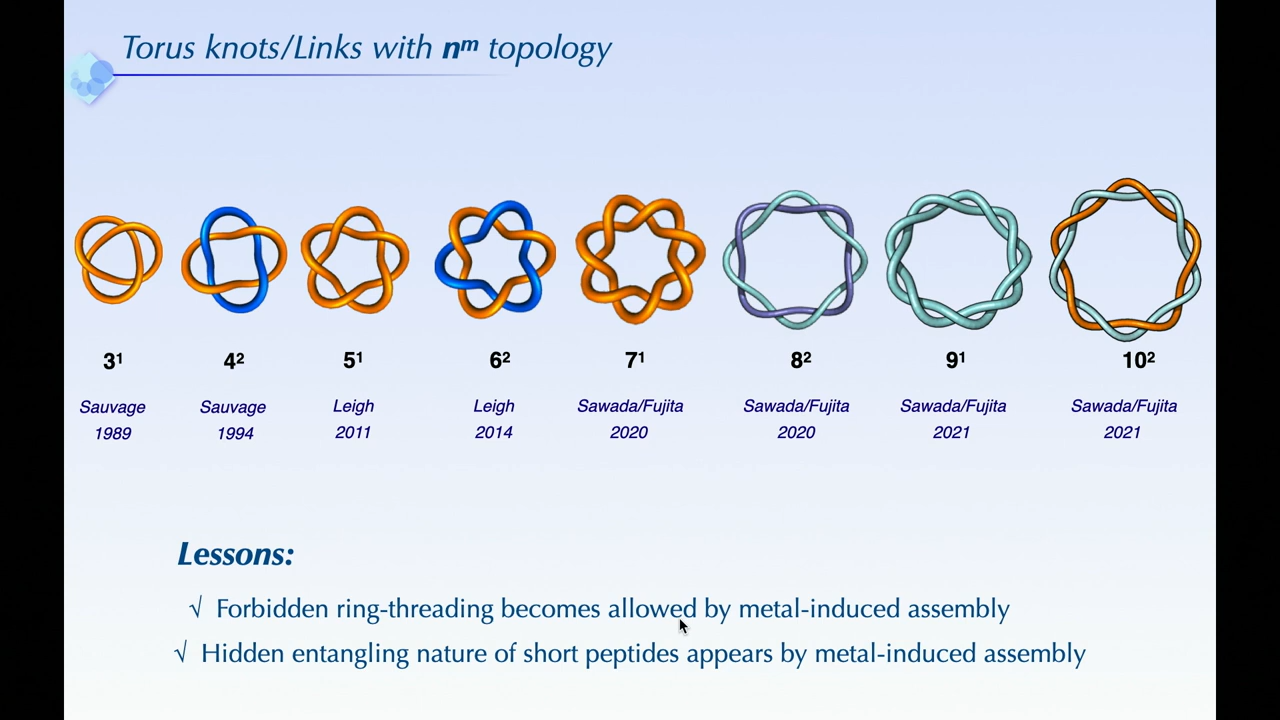 Torus knots/Links with nᵐ topology
3¹ 4² 5¹ 6² 7¹ 8² 9¹ 10²
Sauvage Sauvage Leigh Leigh Sawada/Fujita Sawada/Fujita Sawada/Fujita Sawada/Fujita
1989 1994 2011 2014 2020 2020 2021 2021
Lessons:
√ Forbidden ring-threading becomes allowed by metal-induced assembly
√ Hidden entangling nature of short peptides appears by metal-induced assembly